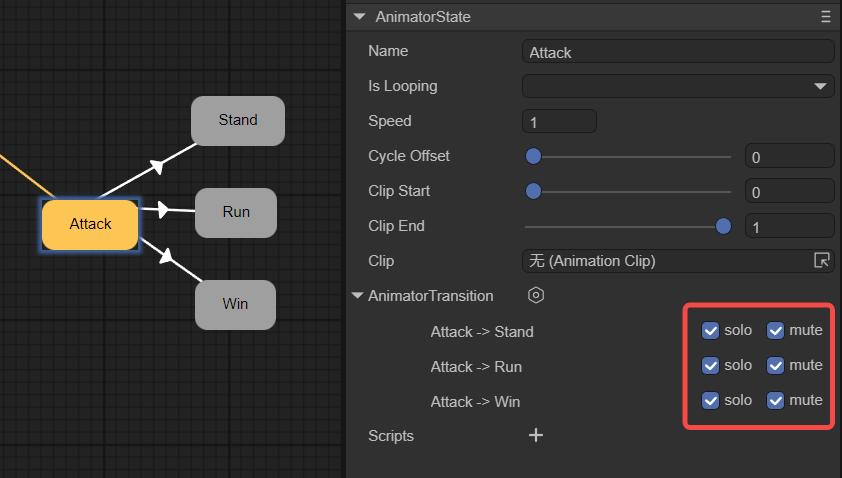 Stand
Attack
Run
Win
AnimatorState
Name Attack
Is Looping
Speed 1
Cycle Offset 0
Clip Start 0
Clip End 1
Clip 无 (Animation Clip)
AnimatorTransition
Attack -> Stand solo mute
Attack -> Run solo mute
Attack -> Win solo mute
Scripts